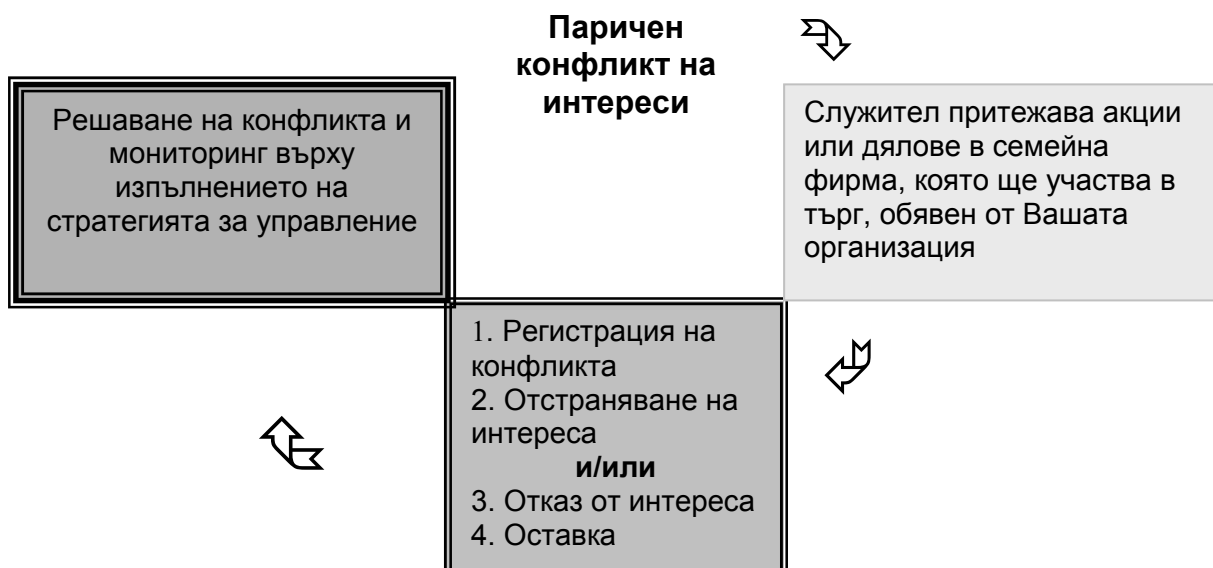 Паричен
конфликт на
интереси
Служител притежава акции
или дялове в семейна
фирма, която ще участва в
търг, обявен от Вашата
организация
1. Регистрация на
конфликта
2. Отстраняване на
интереса
и/или
3. Отказ от интереса
4. Оставка
Решаване на конфликта и
мониторинг върху
изпълнението на
стратегията за управление